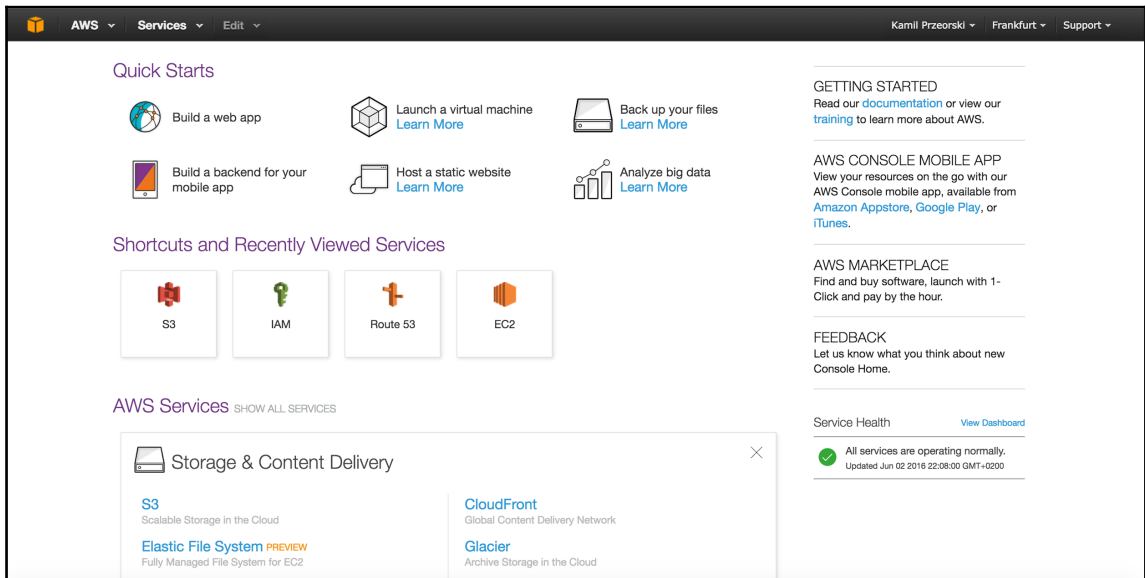 AWS Services Edit Kamil Przeorski Frankfurt Support
Quick Starts
Build a web app
Launch a virtual machine
Learn More
Back up your files
Learn More
Build a backend for your
mobile app
Host a static website
Learn More
Analyze big data
Learn More
Shortcuts and Recently Viewed Services
S3
IAM
Route 53
EC2
AWS Services SHOW ALL SERVICES
Storage & Content Delivery
S3
Scalable Storage in the Cloud
CloudFront
Global Content Delivery Network
Elastic File System PREVIEW
Fully Managed File System for EC2
Glacier
Archive Storage in the Cloud
GETTING STARTED
Read our documentation or view our
training to learn more about AWS.
AWS CONSOLE MOBILE APP
View your resources on the go with our
AWS Console mobile app, available from
Amazon Appstore, Google Play, or
iTunes.
AWS MARKETPLACE
Find and buy software, launch with 1-
Click and pay by the hour.
FEEDBACK
Let us know what you think about new
Console Home.
Service Health View Dashboard
All services are operating normally.
Updated Jun 02 2016 22:08:00 GMT+0200